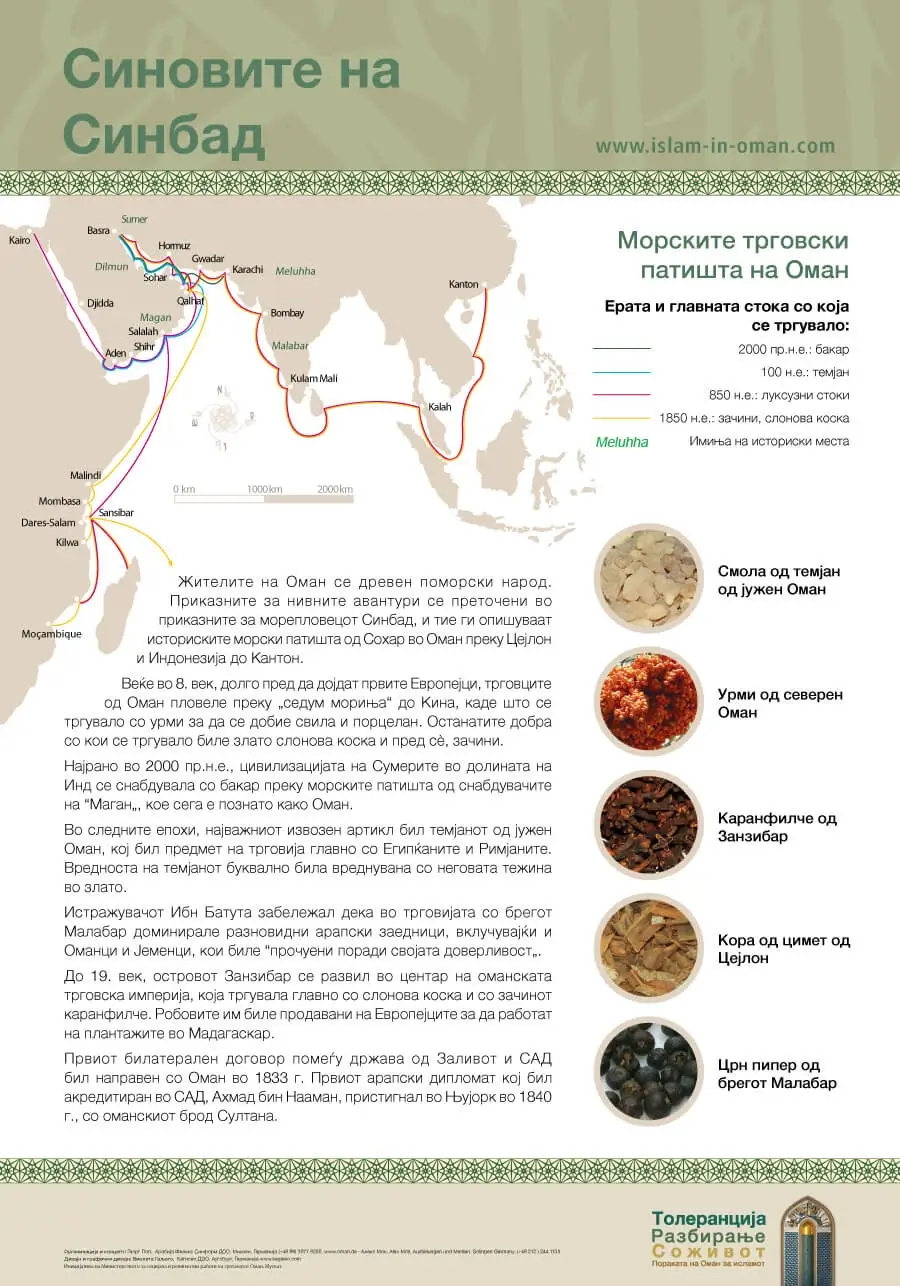 Синовите на
Синбад
www.islam-in-oman.com
Морските трговски
патишта на Оман
Ерата и главната стока со која
се тргувало:
2000 пр.н.е.: бакар
100 н.е.: темјан
850 н.е.: луксузни стоки
1850 н.е.: зачини, слонова коска
Meluhha Имиња на историски места
Kairo
Basra
Sumer
Dilmun
Hormuz
Sohar
Gwadar
Karachi
Meluhha
Kanton
Djidda
Qalhat
Magan
Salalah
Shihr
Aden
Bombay
Malabar
Kulam Mali
Kalah
0 km 1000km 2000km
Malindi
Mombasa
Sansibar
Dares-Salam
Kilwa
Moçambique
Жителите на Оман се древен поморски народ.
Приказните за нивните авантури се преточени во
приказните за морепловецот Синбад, и тие ги опишуваат
историските морски патишта од Сохар во Оман преку Цејлон
и Индонезија до Кантон.
Веќе во 8. век, долго пред да дојдат првите Европејци, трговците
од Оман пловеле преку „седум мориња“ до Кина, каде што се
тргувало со урми за да се добие свила и порцелан. Останатите добра
со кои се тргувало биле злато слонова коска и пред сѐ, зачини.
Најрано во 2000 пр.н.е., цивилизацијата на Сумерите во долината на
Инд се снабдувала со бакар преку морските патишта од снабдувачите
на “Маган„, кое сега е познато како Оман.
Во следните епохи, најважниот извозен артикл бил темјанот од јужен
Оман, кој бил предмет на трговија главно со Египќаните и Римјаните.
Вредноста на темјанот буквално била вреднувана со неговата тежина
во злато.
Истражувачот Ибн Батута забележал дека во трговијата со брегот
Малабар доминирале разновидни арапски заедници, вклучувајќи и
Оманци и Јеменци, кои биле “прочуени поради својата доверливост„.
До 19. век, островот Занзибар се развил во центар на оманската
трговска империја, која тргувала главно со слонова коска и со зачинот
каранфилче. Робовите им биле продавани на Европејците за да работат
на плантажите во Мадагаскар.
Првиот билатерален договор помеѓу држава од Заливот и САД
бил направен со Оман во 1833 г. Првиот арапски дипломат кој бил
акредитиран во САД, Ахмад бин Нааман, пристигнал во Њујорк во 1840
г., со оманскиот брод Султана.
Смола од темјан
од јужен Оман
Урми од северен
Оман
Каранфилче од
Занзибар
Кора од цимет од
Цејлон
Црн пипер од
брегот Малабар
Толеранција
Разбирање
Соживот
Пораката на Оман за исламот